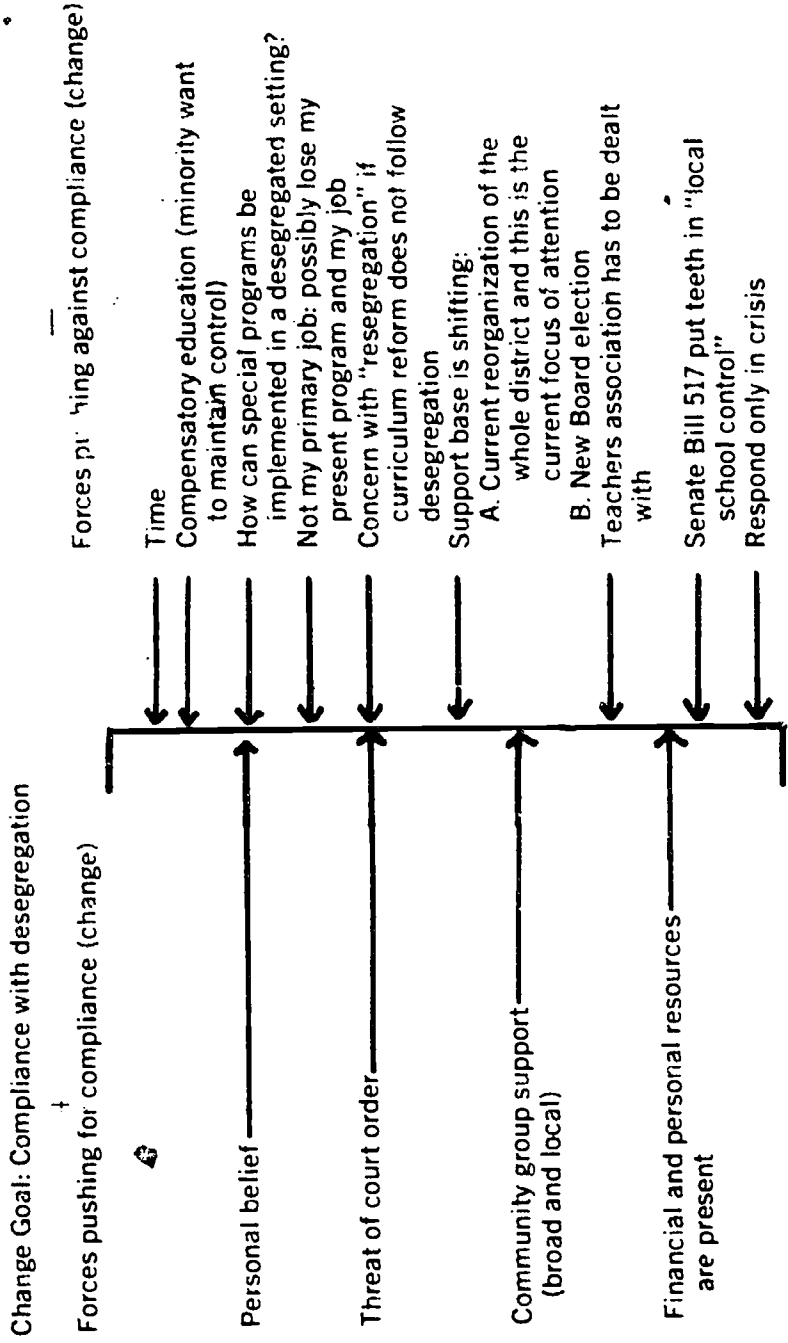 Change Goal: Compliance with desegregation
+
Forces pushing for compliance (change)
Personal belief
Threat of court order
Community group support
(broad and local)
Financial and personal resources
are present
—
Forces against compliance (change)
Time
Compensatory education (minority want
to maintain control)
How can special programs be
implemented in a desegregated setting?
Not my primary job: possibly lose my
present program and my job
Concern with "resegregation" if
curriculum reform does not follow
desegregation
Support base is shifting:
A. Current reorganization of the
whole district and this is the
current focus of attention
B. New Board election
Teachers association has to be dealt
with
Senate Bill 517 put teeth in "local
school control"
Respond only in crisis